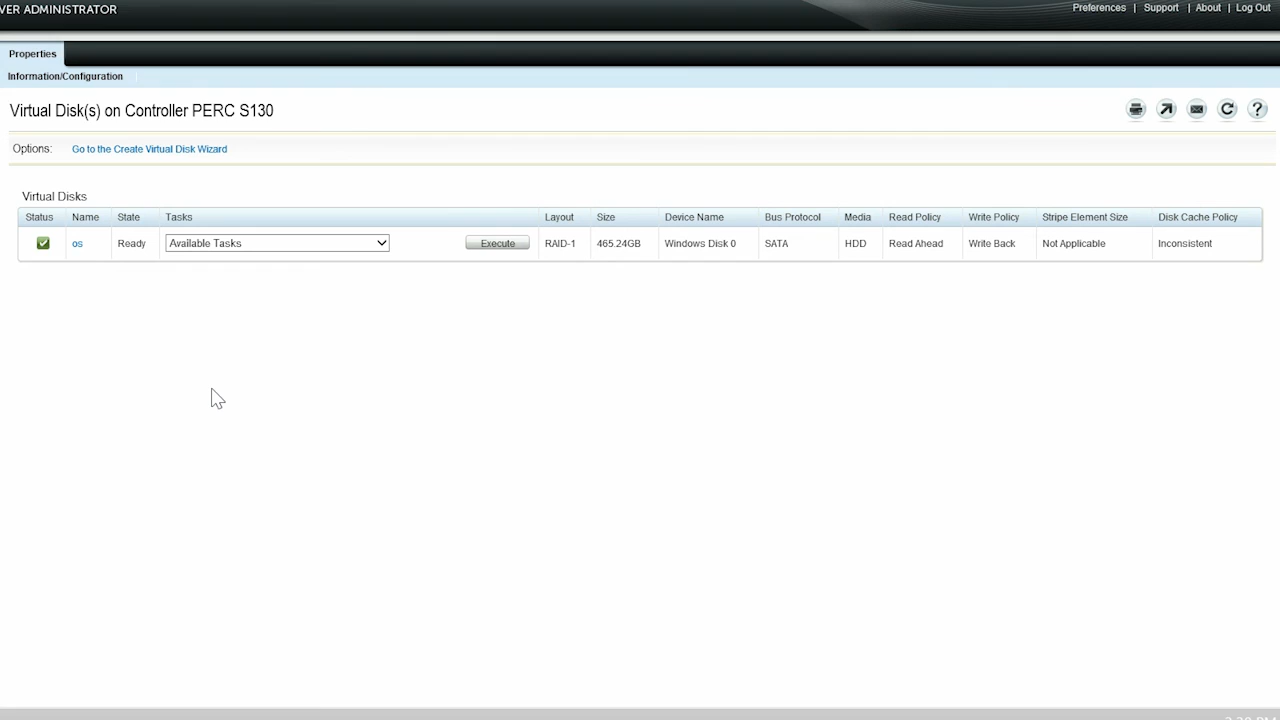 VER ADMINISTRATOR
Preferences | Support | About | Log Out
Properties
Information/Configuration
Virtual Disk(s) on Controller PERC S130
Options: Go to the Create Virtual Disk Wizard
Virtual Disks
Status Name State Tasks Layout Size Device Name Bus Protocol Media Read Policy Write Policy Stripe Element Size Disk Cache Policy
os Ready Available Tasks Execute RAID-1 465.24GB Windows Disk 0 SATA HDD Read Ahead Write Back Not Applicable Inconsistent